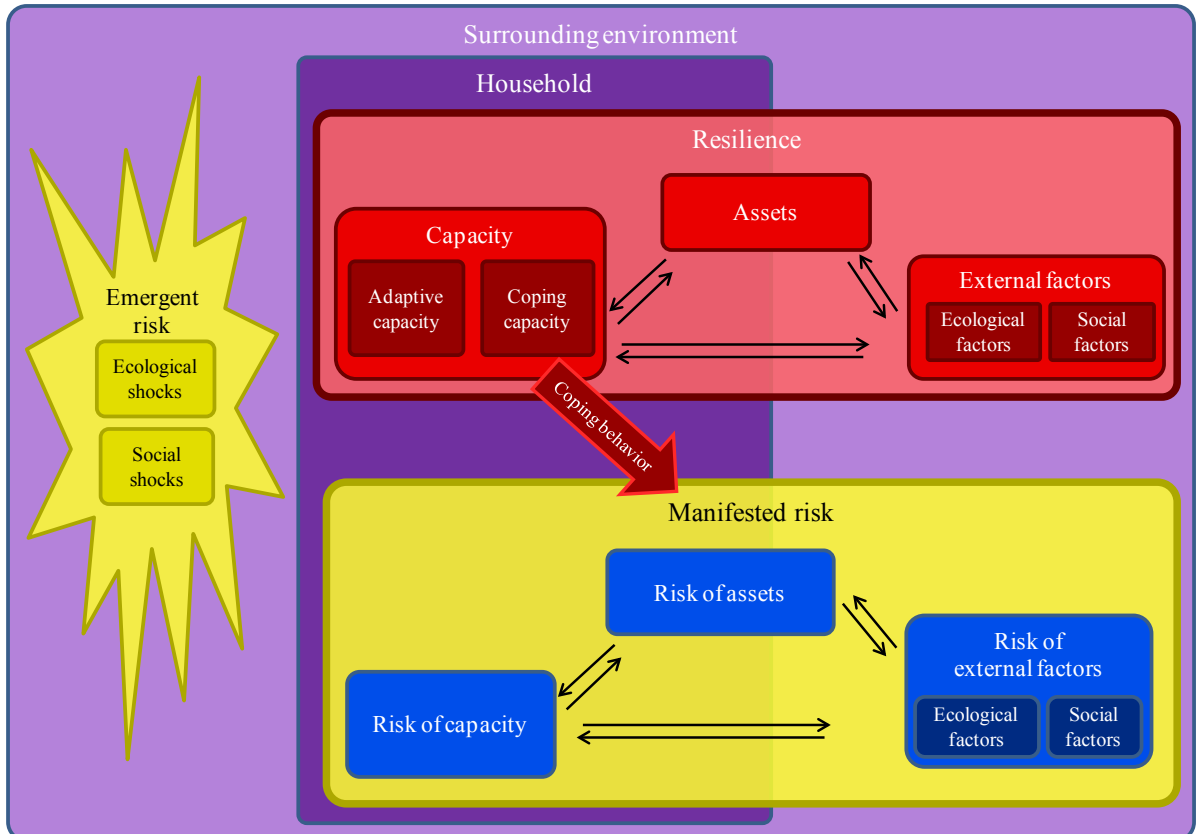 Surrounding environment
Household
Resilience
Assets
Capacity
Adaptive
capacity
Coping
capacity
External factors
Ecological
factors
Social
factors
Emergent
risk
Ecological
shocks
Social
shocks
Coping behavior
Manifested risk
Risk of assets
Risk of capacity
Risk of
external factors
Ecological
factors
Social
factors